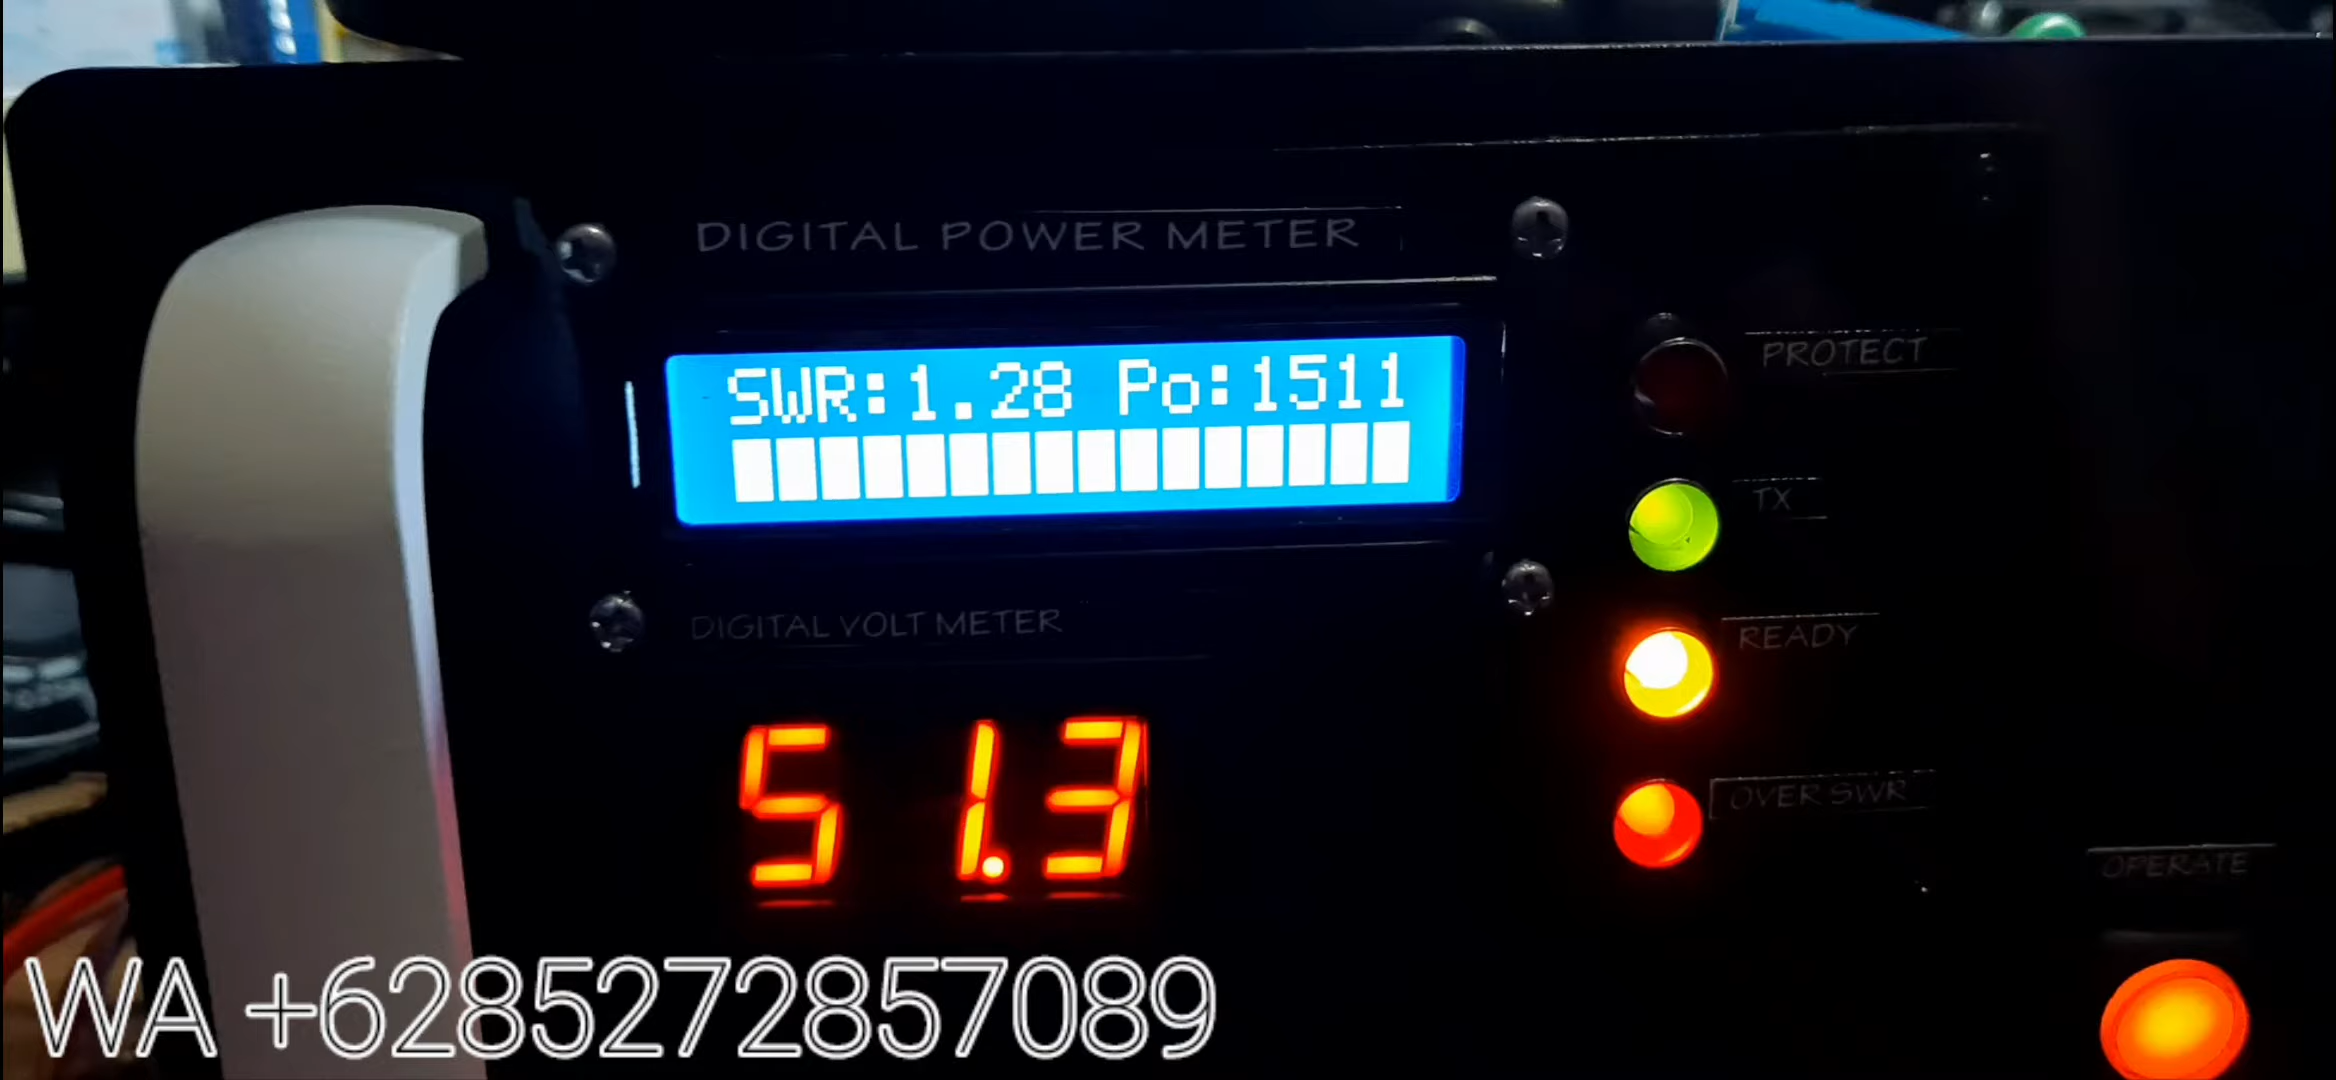 DIGITAL POWER METER
SWR:1.28 Po:1511
PROTECT
TX
DIGITAL VOLT METER
READY
51.3
OVER SWR
OPERATE
WA +6285272857089